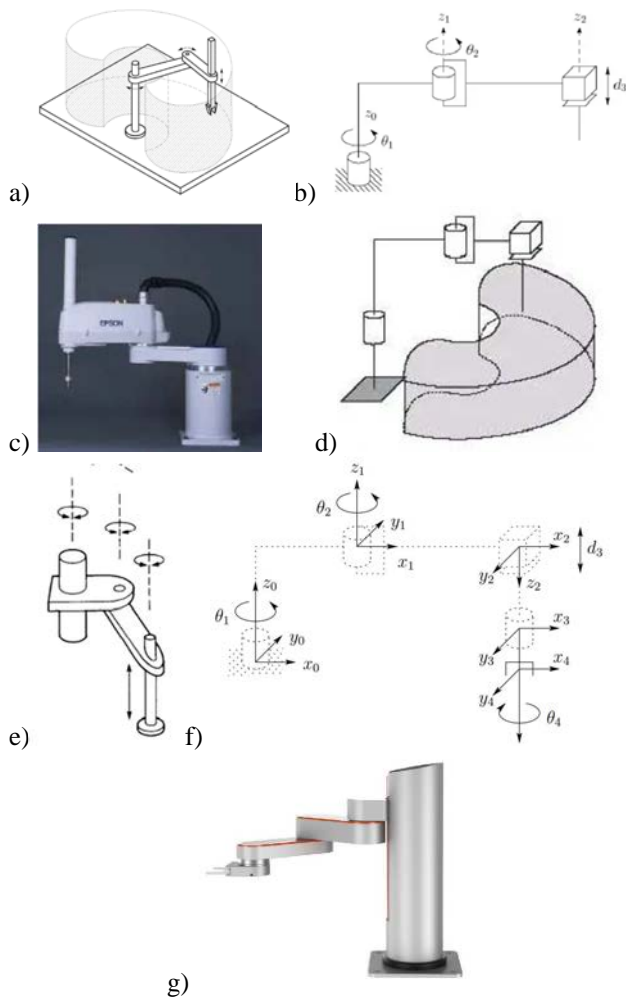 a)
z₁
θ₂
z₂
d₃
z₀
θ₁
b)
EPSON
c)
d)
e)
z₁
θ₂
y₁
x₁
x₂
y₂
z₂
d₃
z₀
θ₁
y₀
x₀
x₃
y₃
x₄
y₄
θ₄
f)
g)